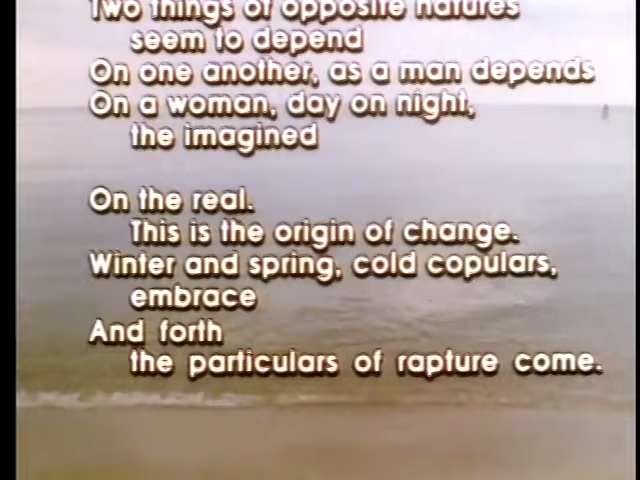 Two things of opposite natures
seem to depend
On one another, as a man depends
On a woman, day on night,
the imagined
On the real.
This is the origin of change.
Winter and spring, cold copulars,
embrace
And forth
the particulars of rapture come.